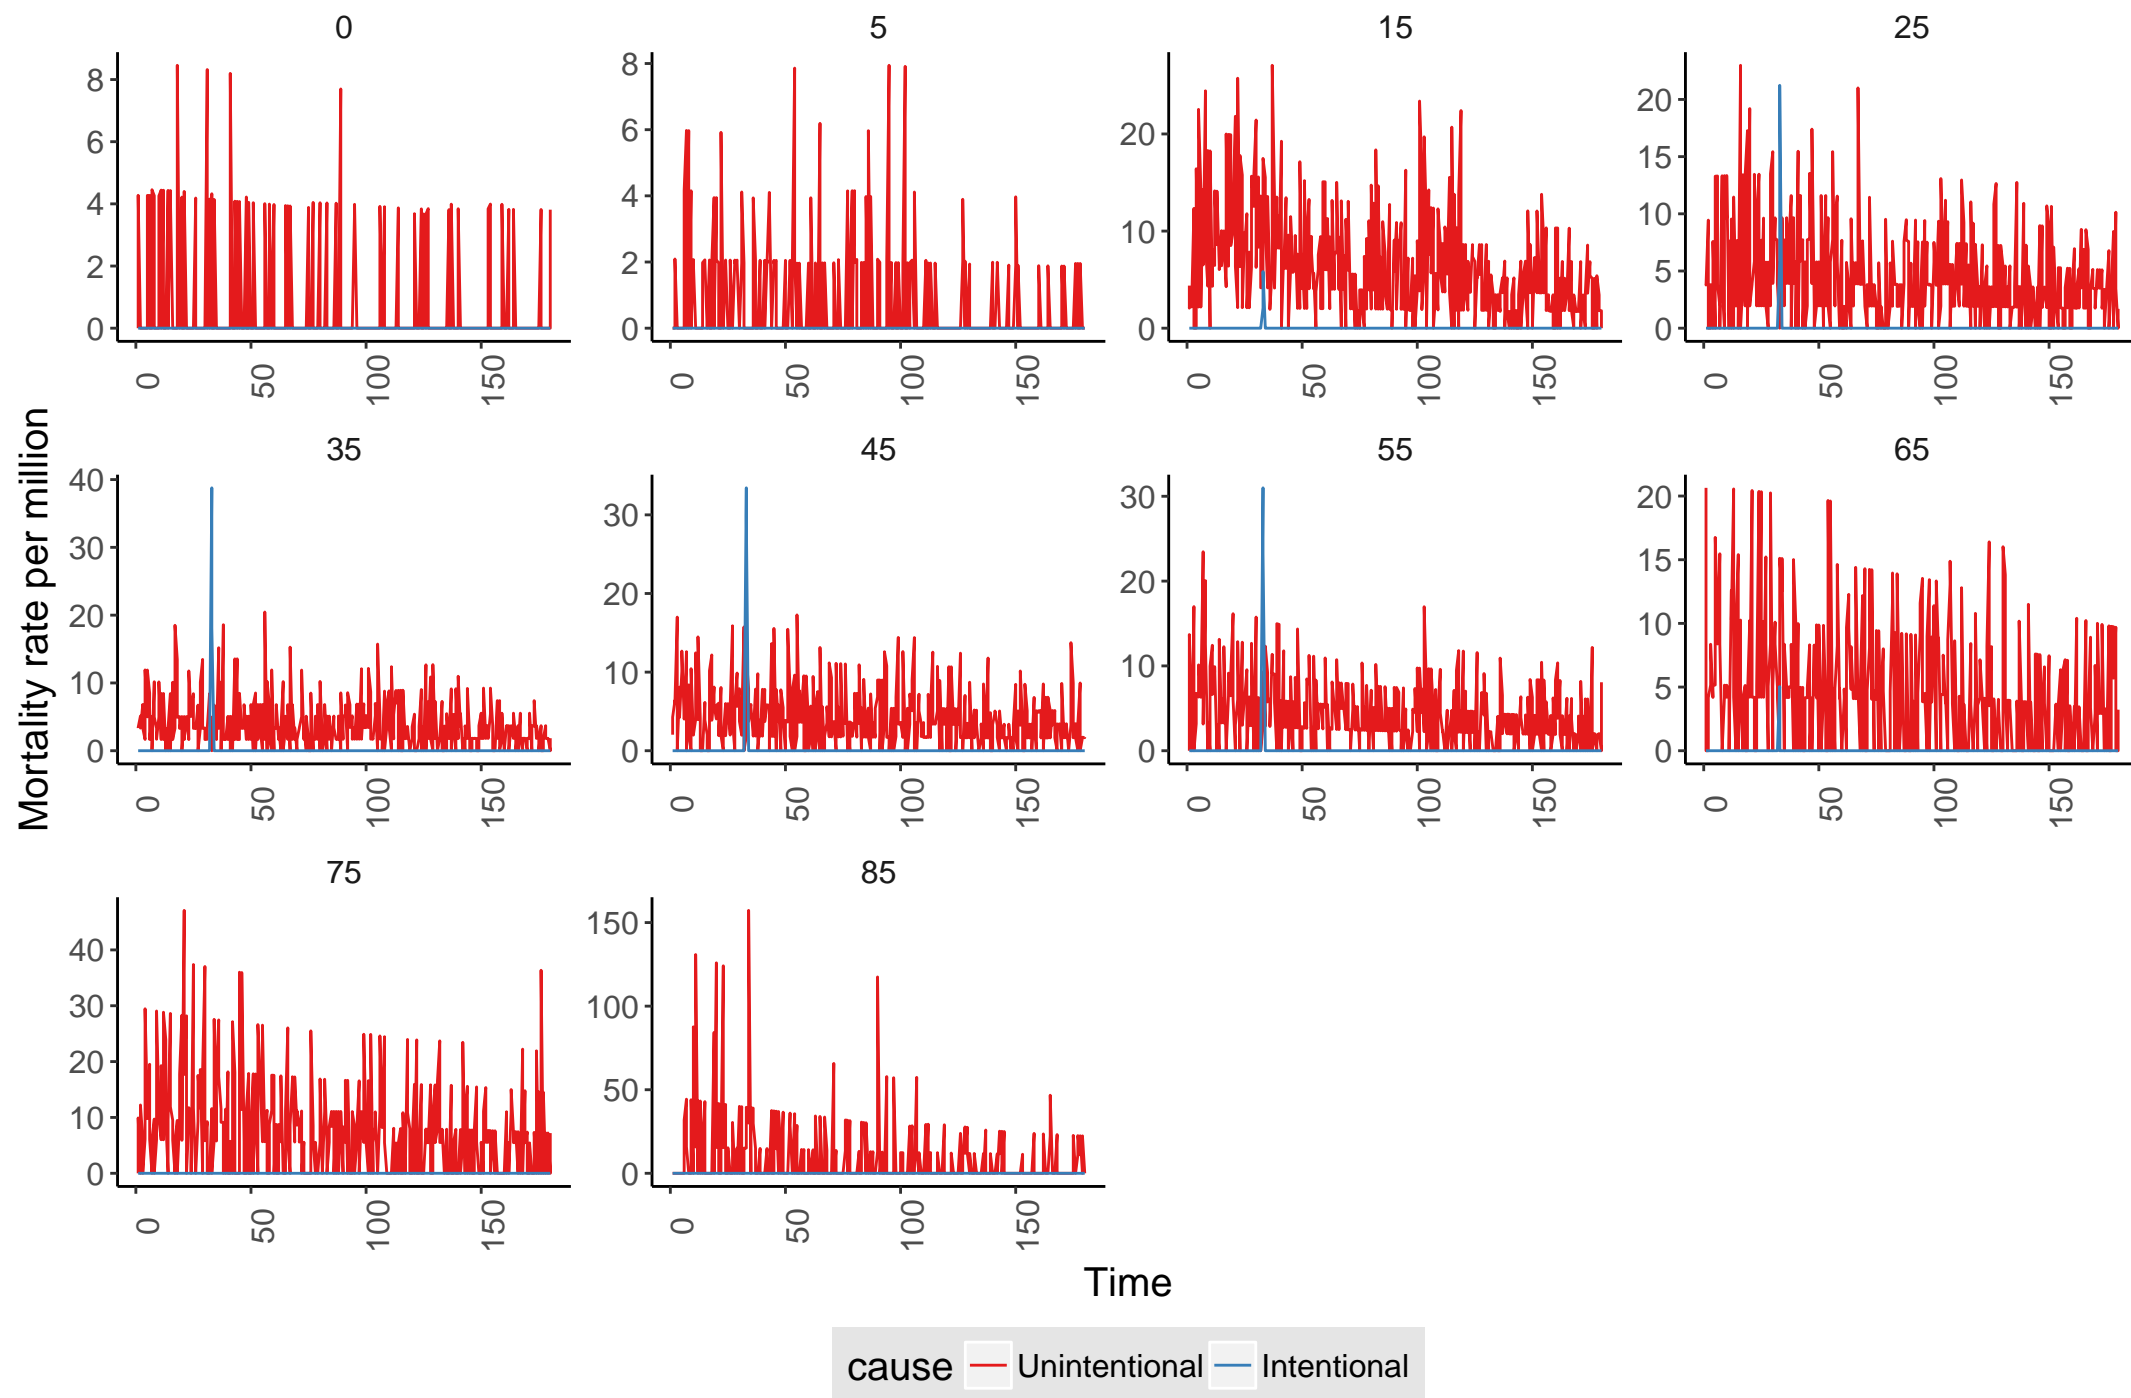 0 5 15 25
8 8 20 20
6 6 15
4 4 10 10
2 2 5
0 0 0 0
0 50 100 150 0 50 100 150 0 50 100 150 0 50 100 150
35 45 55 65
40 30 30 20
30 20 20 15
20 10
10 10 10 5
0 0 0 0
0 50 100 150 0 50 100 150 0 50 100 150 0 50 100 150
Mortality rate per million
75 85
40 150
30 100
20 50
10
0 0
0 50 100 150 0 50 100 150
Time
cause Unintentional Intentional